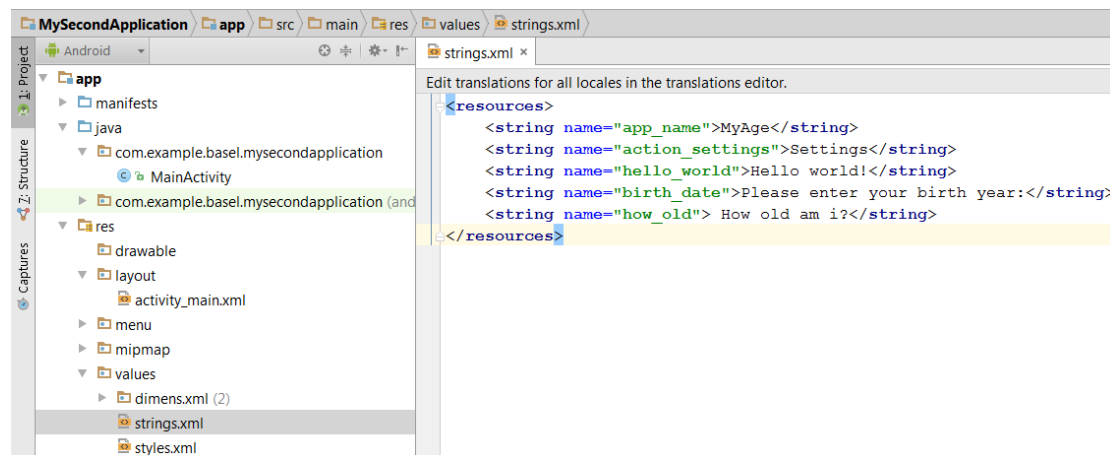 MySecondApplication app src main res values strings.xml
1: Project
Z: Structure
Captures
Android
app
manifests
java
com.example.basel.mysecondapplication
MainActivity
com.example.basel.mysecondapplication (and
res
drawable
layout
activity_main.xml
menu
mipmap
values
dimens.xml (2)
strings.xml
styles.xml
strings.xml ×
Edit translations for all locales in the translations editor.
<resources>
<string name="app_name">MyAge</string>
<string name="action_settings">Settings</string>
<string name="hello_world">Hello world!</string>
<string name="birth_date">Please enter your birth year:</string>
<string name="how_old"> How old am i?</string>
</resources>